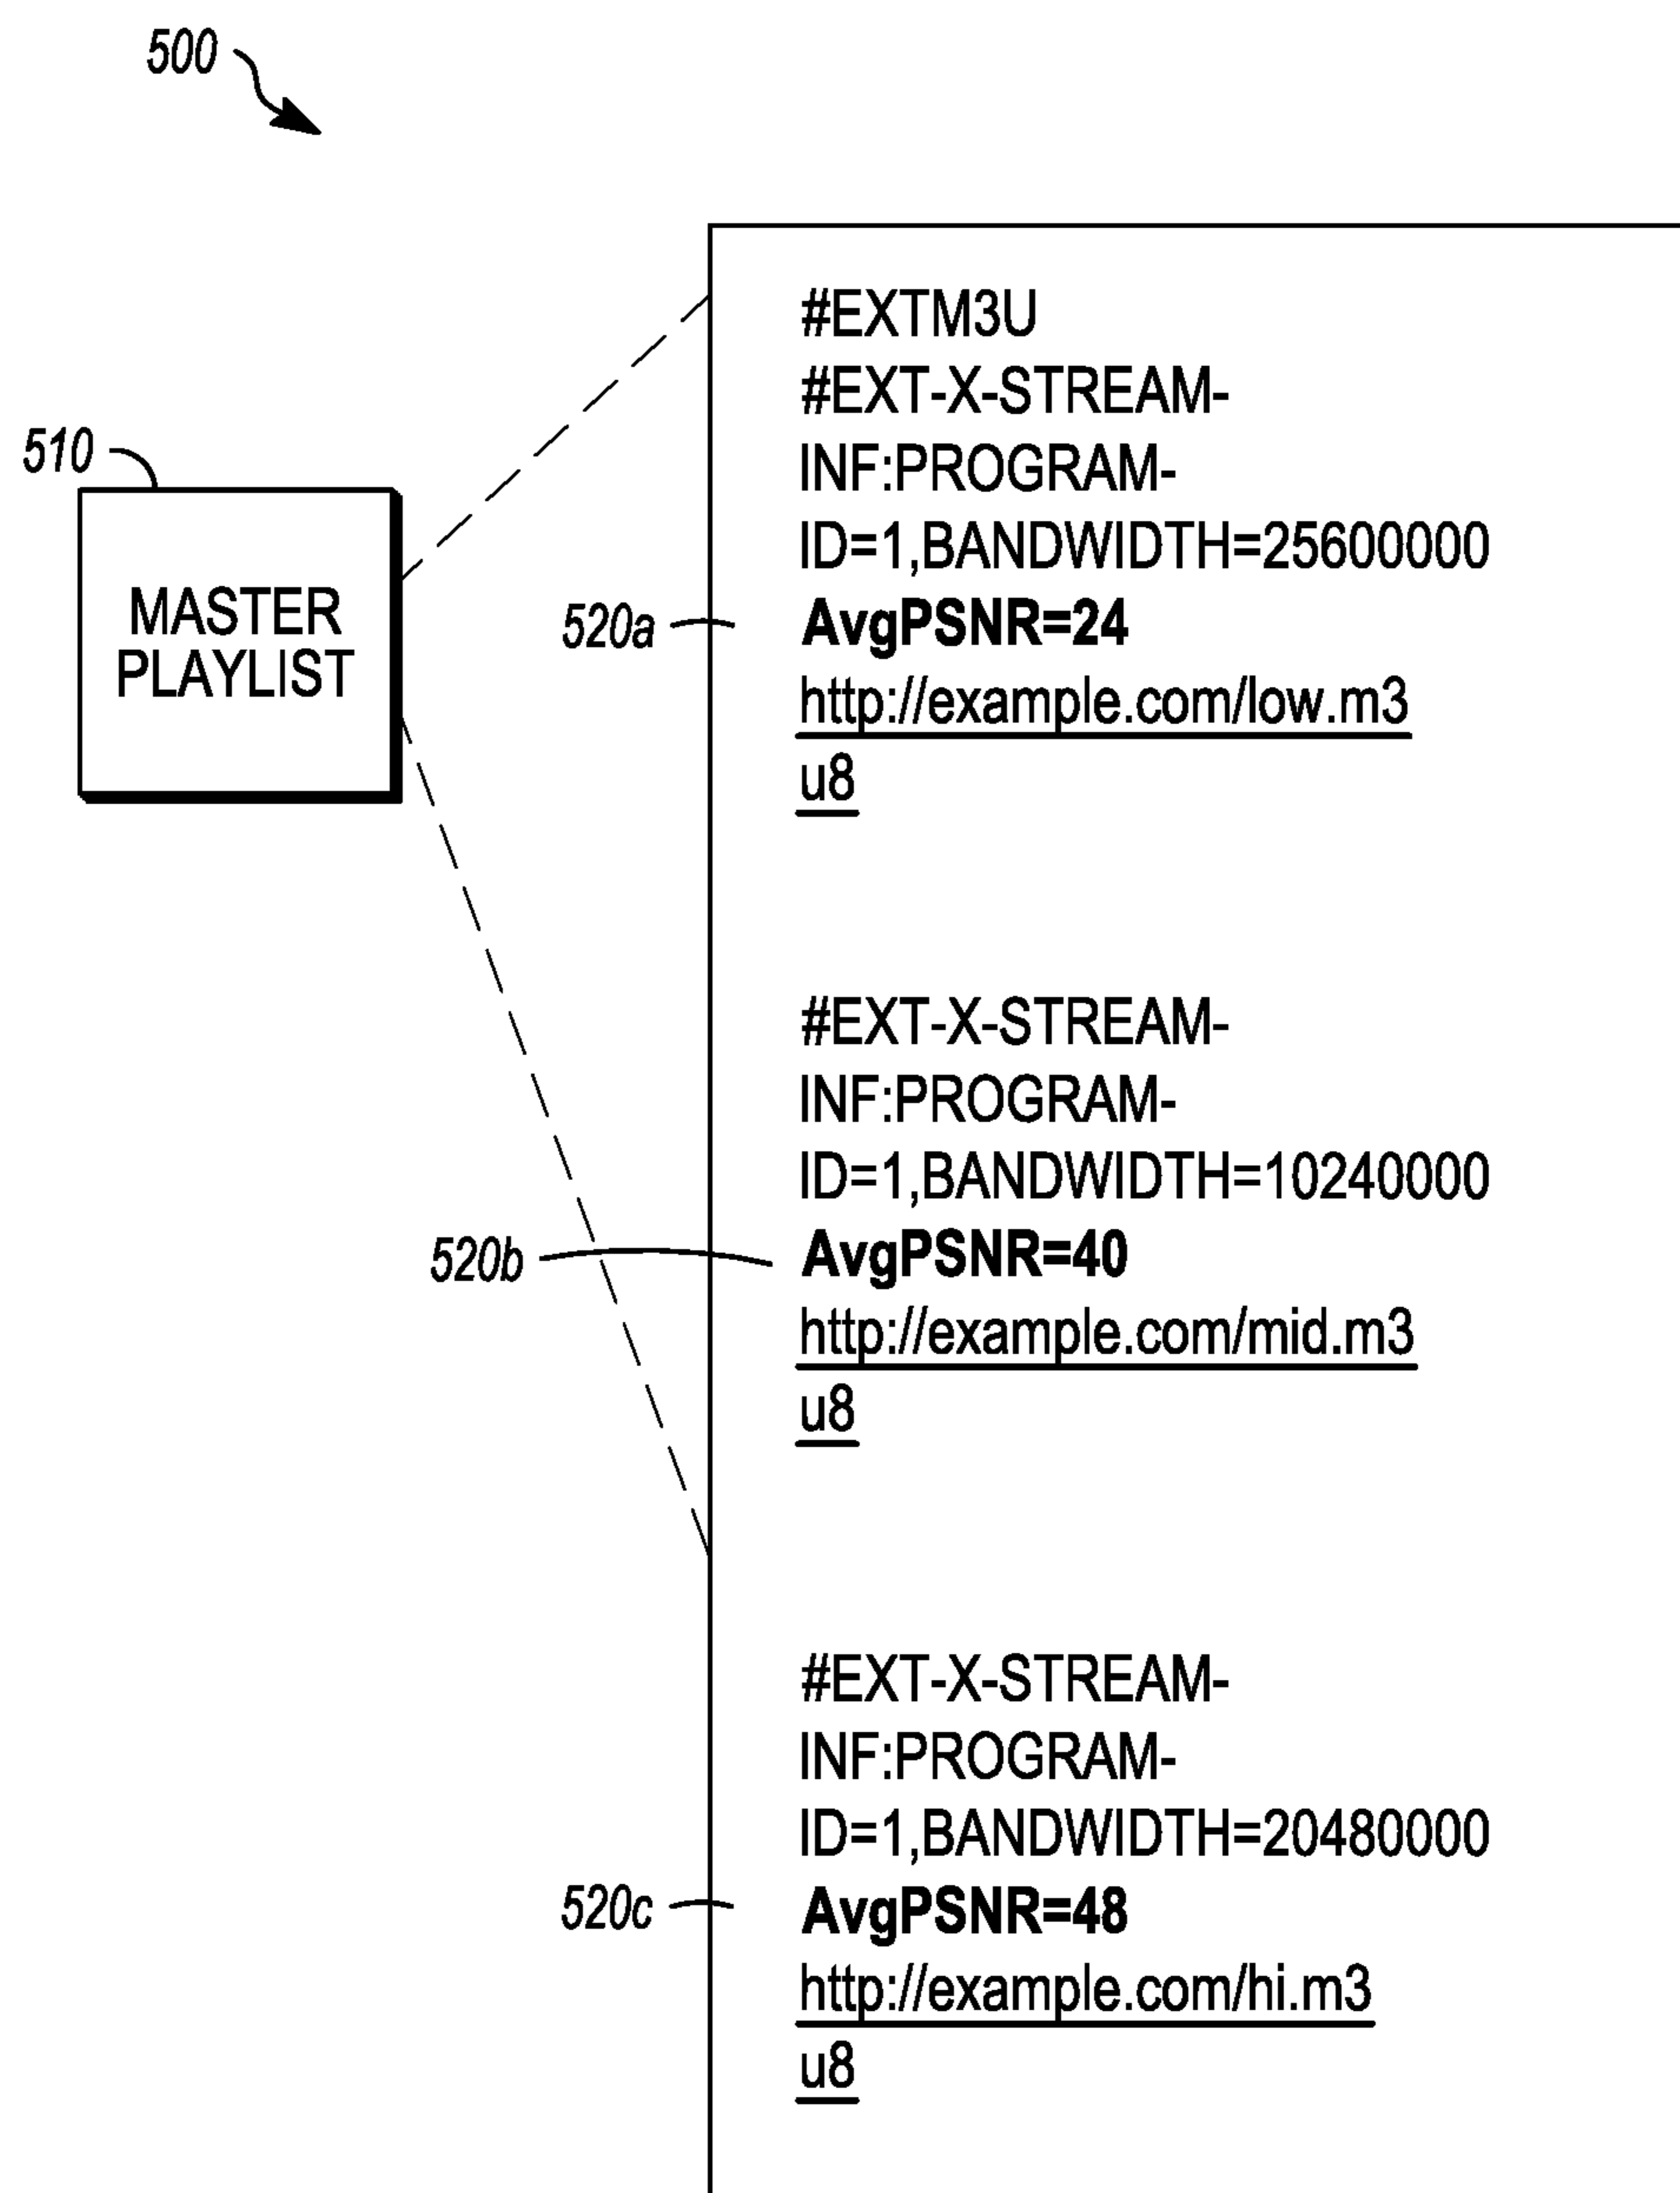 500
510
MASTER
PLAYLIST
#EXTM3U
#EXT-X-STREAM-
INF:PROGRAM-
ID=1,BANDWIDTH=25600000
520a
AvgPSNR=24
http://example.com/low.m3
u8
#EXT-X-STREAM-
INF:PROGRAM-
ID=1,BANDWIDTH=10240000
520b
AvgPSNR=40
http://example.com/mid.m3
u8
#EXT-X-STREAM-
INF:PROGRAM-
ID=1,BANDWIDTH=20480000
520c
AvgPSNR=48
http://example.com/hi.m3
u8